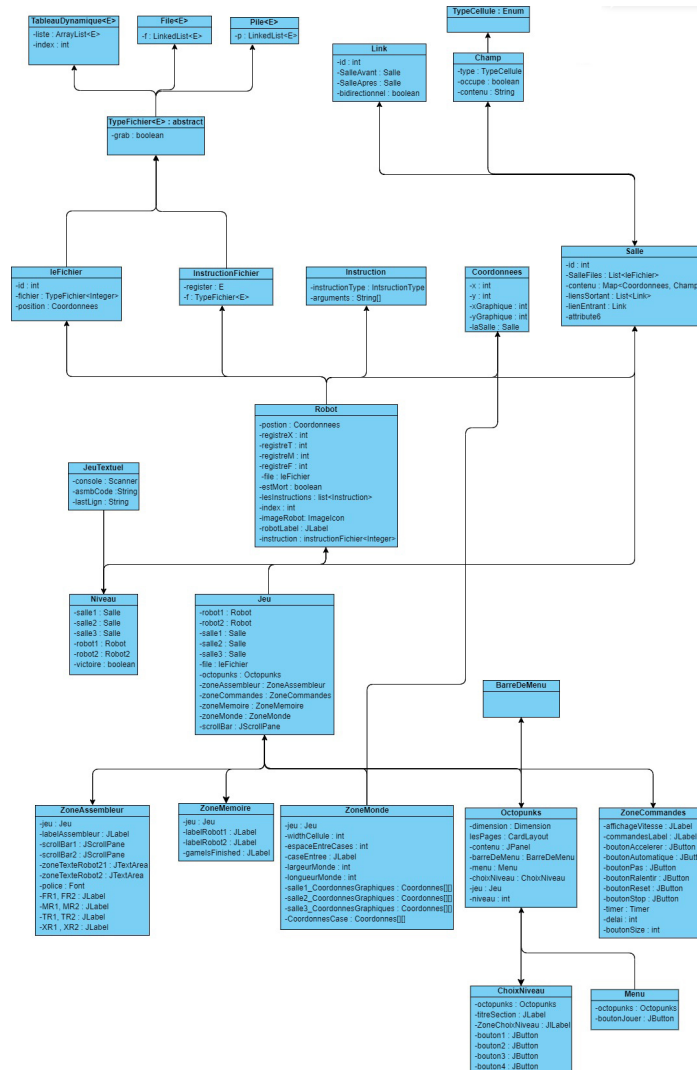 TableauDynamique<E>
-liste : ArrayList<E>
-index : int
File<E>
-f : LinkedList<E>
Pile<E>
-p : LinkedList<E>
Link
-id : int
-SalleAvant : Salle
-SalleApres : Salle
-bidirectionnel : boolean
TypeCellule : Enum
Champ
-type : TypeCellule
-occupe : boolean
-contenu : String
TypeFichier<E> : abstract
-grab : boolean
leFichier
-id : int
-fichier : TypeFichier<Integer>
-position : Coordonnees
InstructionFichier
-register : E
-f : TypeFichier<E>
Instruction
-instructionType : IntsructionType
-arguments : String[]
Coordonnees
-x : int
-y : int
-xGraphique : int
-yGraphique : int
-laSalle : Salle
Salle
-id : int
-SalleFiles : List<leFichier>
-contenu : Map<Coordonnees, Champ
-liensSortant : List<Link>
-lienEntrant : Link
-attribute6
Robot
-postion : Coordonnees
-registreX : int
-registreT : int
-registreM : int
-registreF : int
-file : leFichier
-estMort : boolean
-lesInstructions : list<Instruction>
-index : int
-imageRobot: ImageIcon
-robotLabel : JLabel
-instruction : instructionFichier<Integer>
JeuTextuel
-console : Scanner
-asmbCode :String
-lastLign : String
Niveau
-salle1 : Salle
-salle2 : Salle
-salle3 : Salle
-robot1 : Robot
-robot2 : Robot2
-victoire : boolean
Jeu
-robot1 : Robot
-robot2 : Robot
-salle1 : Salle
-salle2 : Salle
-salle3 : Salle
-file : leFichier
-octopunks : Octopunks
-zoneAssembleur : ZoneAssembleur
-zoneCommandes : ZoneCommandes
-zoneMemoire : ZoneMemoire
-zoneMonde : ZoneMonde
-scrollBar : JScrollPane
BarreDeMenu
ZoneAssembleur
-jeu : Jeu
-labelAssembleur : JLabel
-scrollBar1 : JScrollPane
-scrollBar2 : JScrollPane
-zoneTexteRobot21 : JTextArea
-zoneTexteRobot2 : JTextArea
-police : Font
-FR1, FR2 : JLabel
-MR1, MR2 : JLabel
-TR1, TR2 : JLabel
-XR1 , XR2 : JLabel
ZoneMemoire
-jeu : Jeu
-labelRobot1 : JLabel
-labelRobot2 : JLabel
-gameIsFinished : JLabel
ZoneMonde
-jeu : Jeu
-widthCellule : int
-espaceEntreCases : int
-caseEntree : JLabel
-largeurMonde : int
-longueurMonde : int
-salle1_CoordonnesGraphiques : Coordonnes[][]
-salle2_CoordonnesGraphiques : Coordonnes[][]
-salle3_CoordonnesGraphiques : Coordonnes[][]
-CoordonnesCase : Coordonnes[][]
Octopunks
-dimension : Dimension
lesPages : CardLayout
-contenu : JPanel
-barreDeMenu : BarreDeMenu
-menu : Menu
-choixNiveau : ChoixNiveau
-jeu : Jeu
-niveau : int
ZoneCommandes
-affichageVitesse : JLabel
-commandesLabel : JLabel
-boutonAccelerer : JButton
-boutonAutomatique : JButt
-boutonPas : JButton
-boutonRalentir : JButton
-boutonReset : JButton
-boutonStop : JButton
-timer : Timer
-delai : int
-boutonSize : int
ChoixNiveau
-octopunks : Octopunks
-titreSection : JLabel
-ZoneChoixNiveau : JlLabel
-bouton1 : JButton
-bouton2 : JButton
-bouton3 : JButton
-bouton4 : JButton
Menu
-octopunks : Octopunks
-boutonJouer : JButton